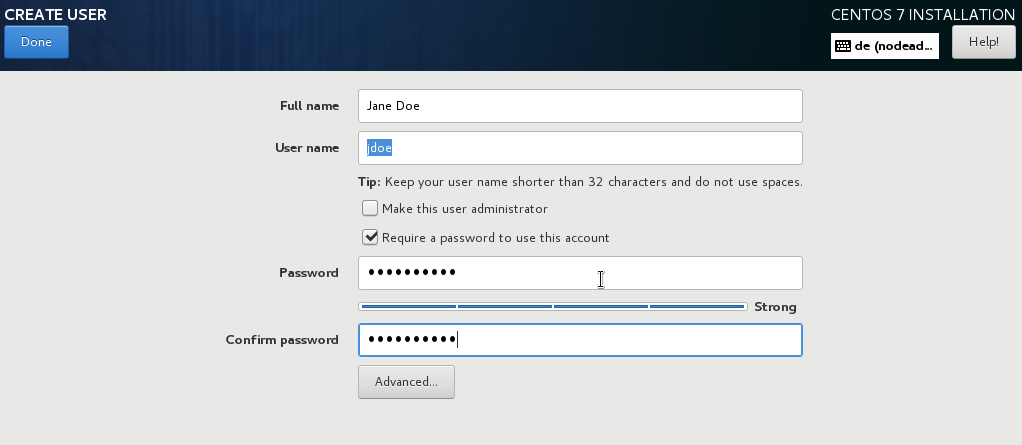 CREATE USER
CENTOS 7 INSTALLATION
Done
de (nodead...
Help!
Full name
Jane Doe
User name
jdoe
Tip: Keep your user name shorter than 32 characters and do not use spaces.
Make this user administrator
Require a password to use this account
Password
●●●●●●●●●●
Strong
Confirm password
●●●●●●●●●●
Advanced...